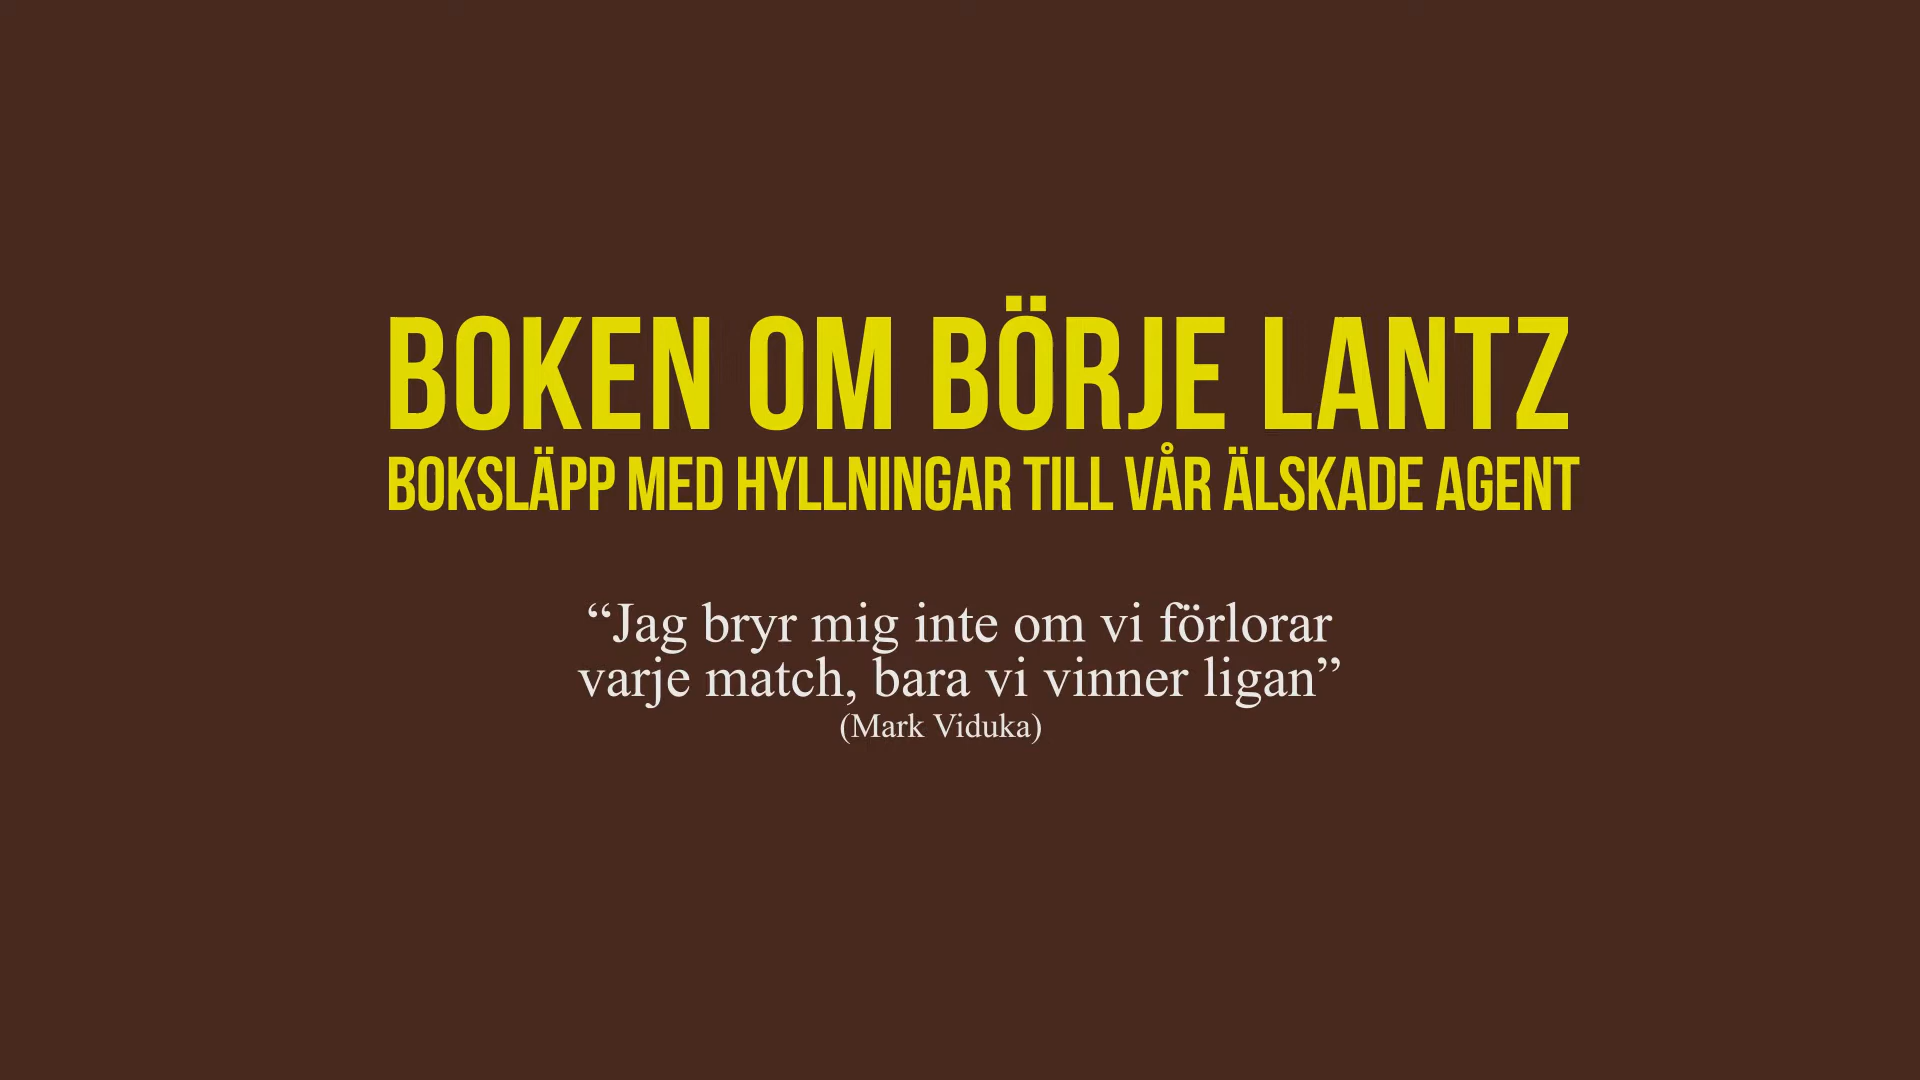 BOKEN OM BÖRJE LANTZ
BOKSLÄPP MED HYLLNINGAR TILL VÅR ÄLSKADE AGENT
“Jag bryr mig inte om vi förlorar
varje match, bara vi vinner ligan”
(Mark Viduka)